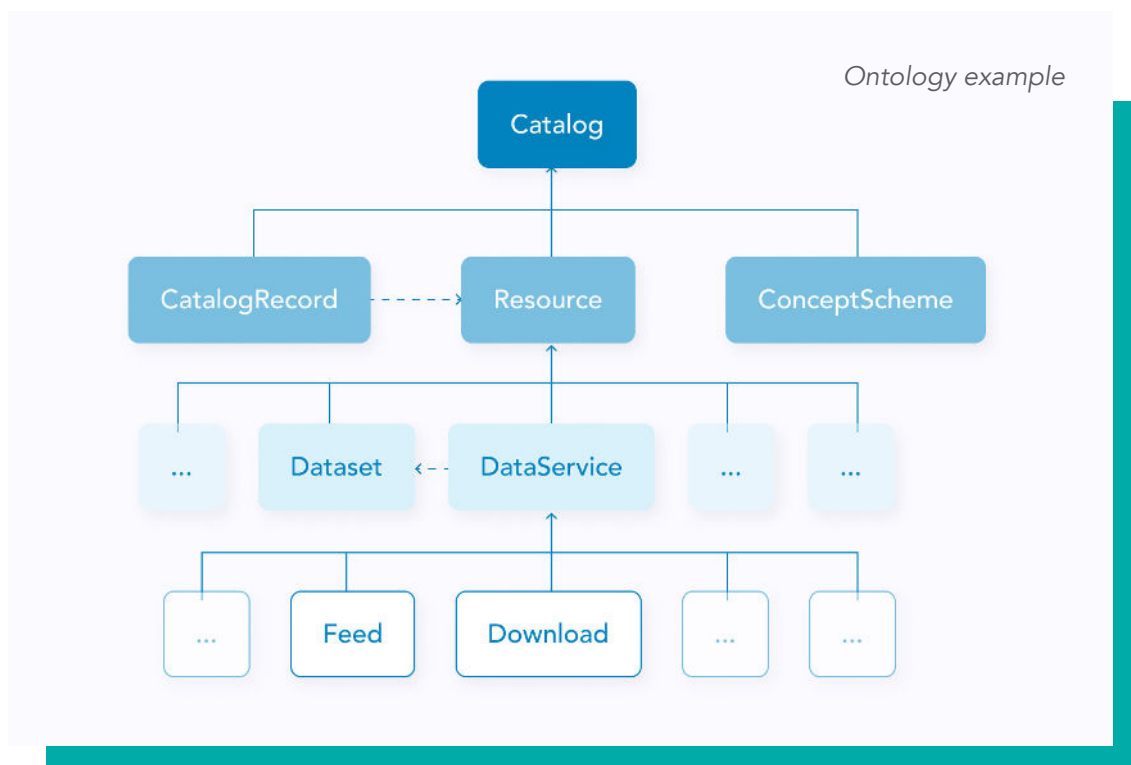 Ontology example
Catalog
CatalogRecord
Resource
ConceptScheme
...
Dataset
DataService
...
...
...
Feed
Download
...
...